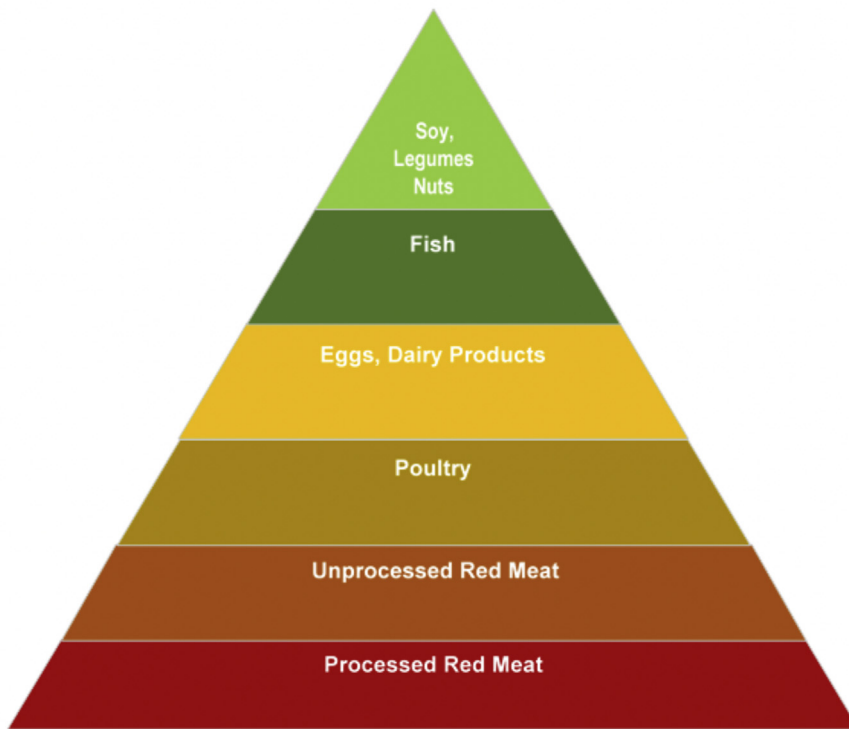 Soy,
Legumes
Nuts
Fish
Eggs, Dairy Products
Poultry
Unprocessed Red Meat
Processed Red Meat